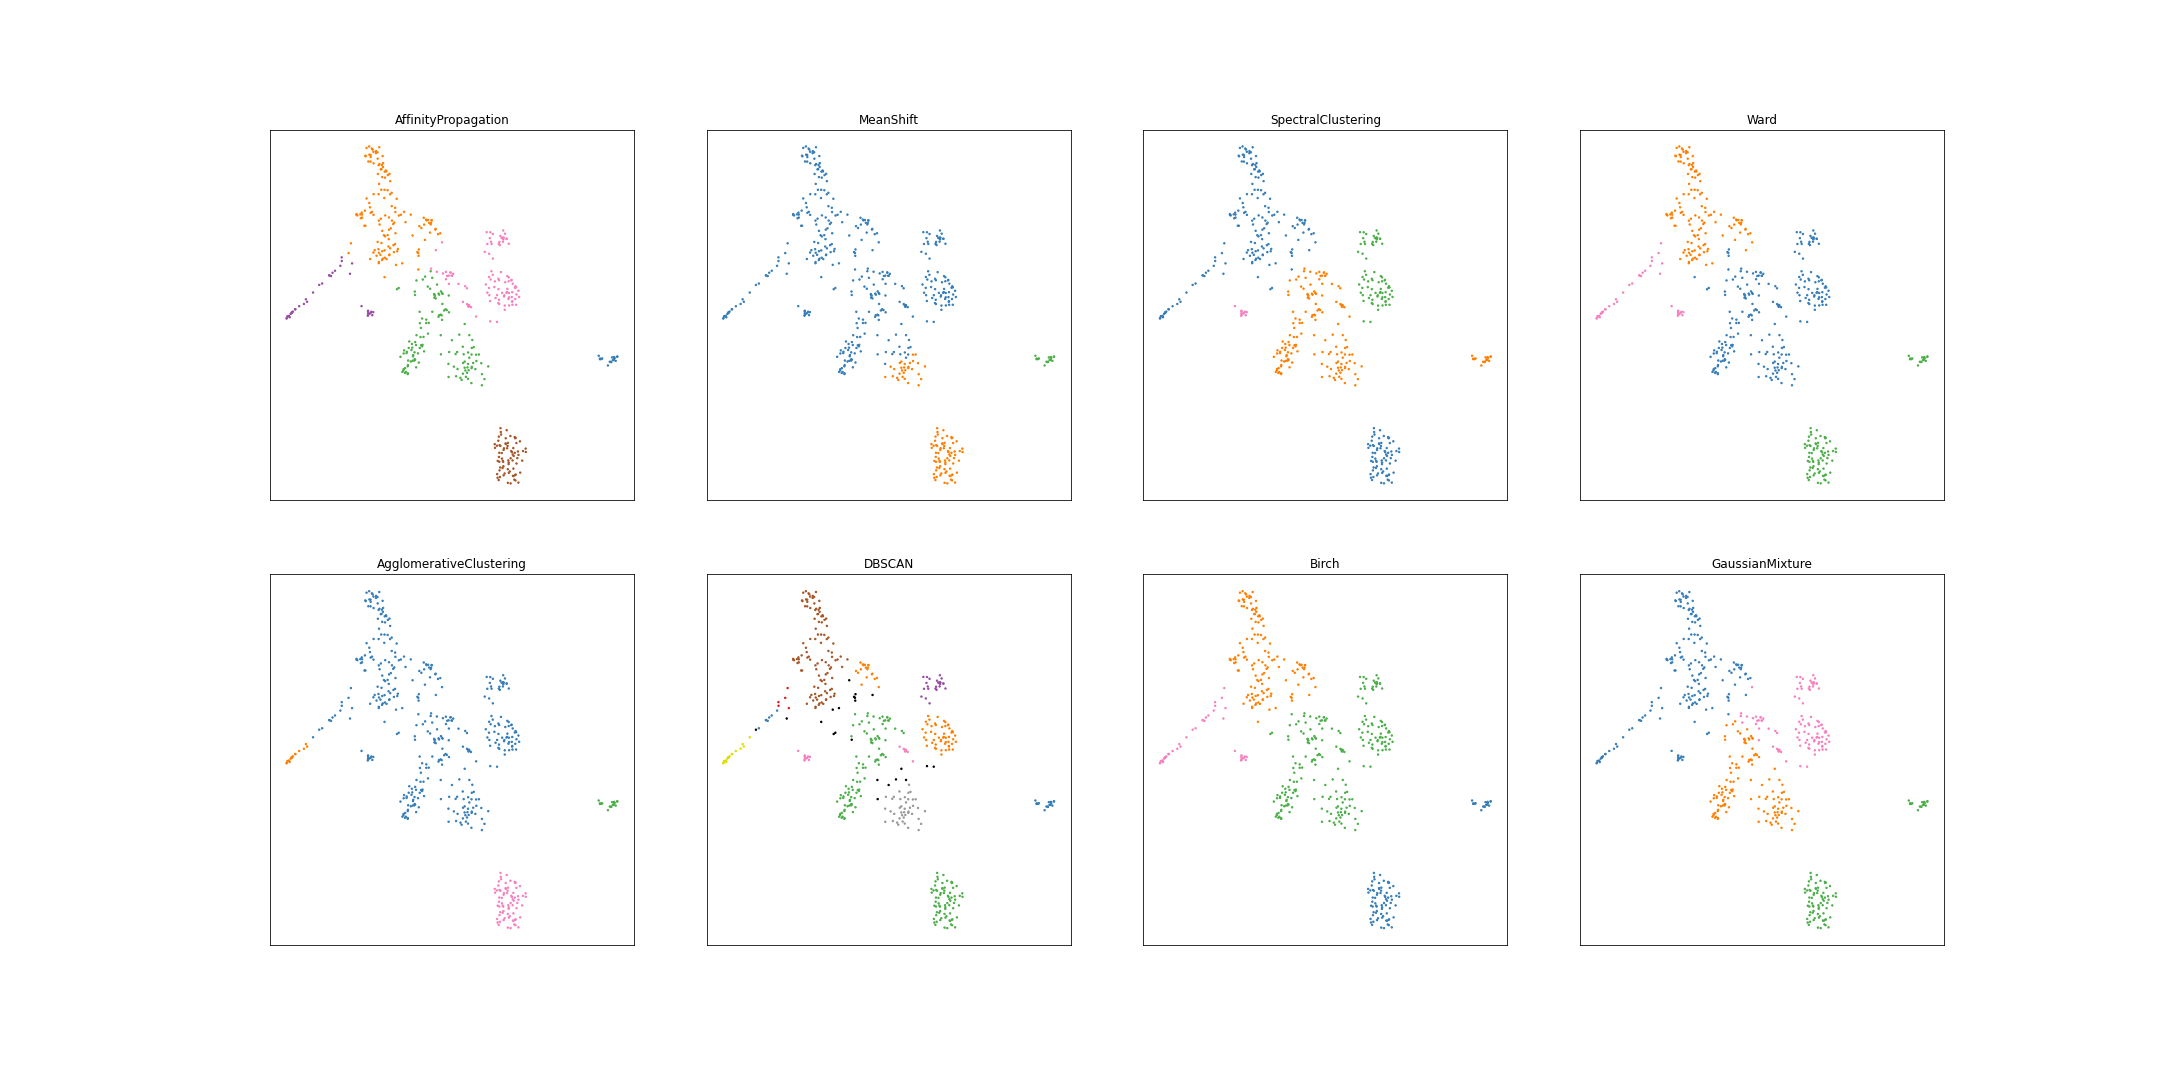 AffinityPropagation
MeanShift
SpectralClustering
Ward
AgglomerativeClustering
DBSCAN
Birch
GaussianMixture